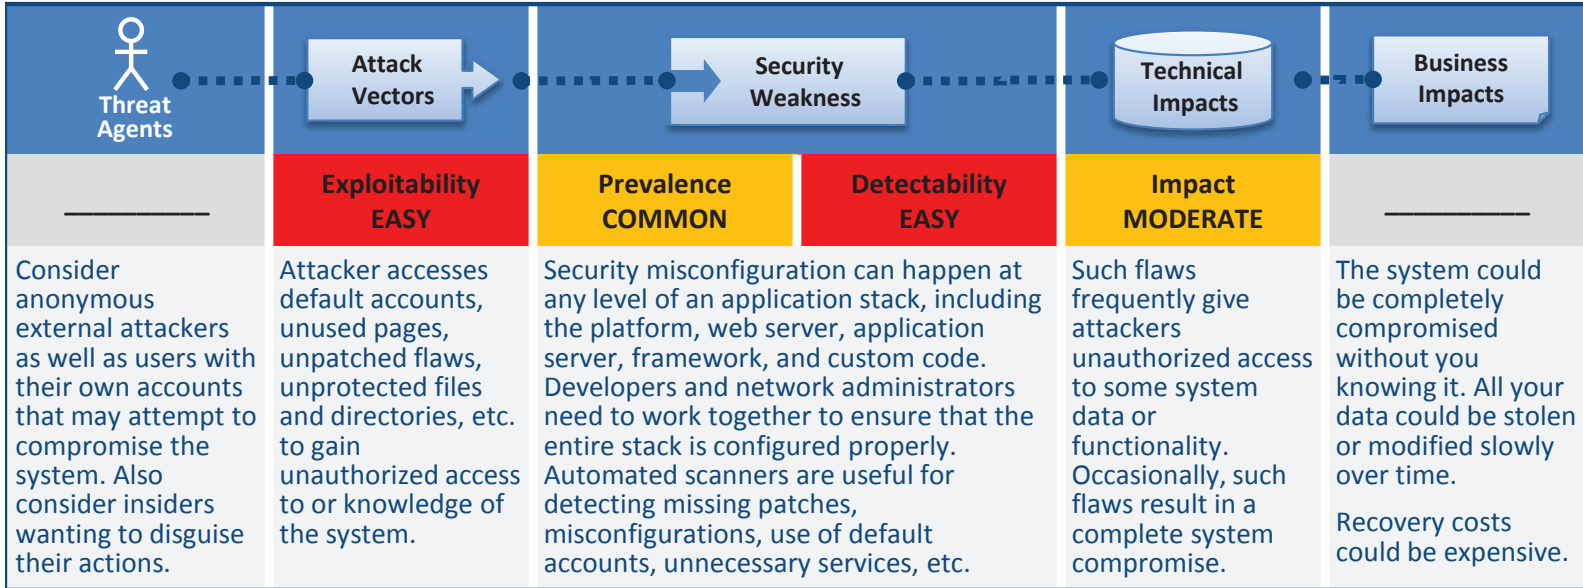 Threat
Agents
Attack
Vectors
Security
Weakness
Technical
Impacts
Business
Impacts
__________
Exploitability
EASY
Prevalence
COMMON
Detectability
EASY
Impact
MODERATE
__________
Consider
anonymous
external attackers
as well as users with
their own accounts
that may attempt to
compromise the
system. Also
consider insiders
wanting to disguise
their actions.
Attacker accesses
default accounts,
unused pages,
unpatched flaws,
unprotected files
and directories, etc.
to gain
unauthorized access
to or knowledge of
the system.
Security misconfiguration can happen at
any level of an application stack, including
the platform, web server, application
server, framework, and custom code.
Developers and network administrators
need to work together to ensure that the
entire stack is configured properly.
Automated scanners are useful for
detecting missing patches,
misconfigurations, use of default
accounts, unnecessary services, etc.
Such flaws
frequently give
attackers
unauthorized access
to some system
data or
functionality.
Occasionally, such
flaws result in a
complete system
compromise.
The system could
be completely
compromised
without you
knowing it. All your
data could be stolen
or modified slowly
over time.
Recovery costs
could be expensive.